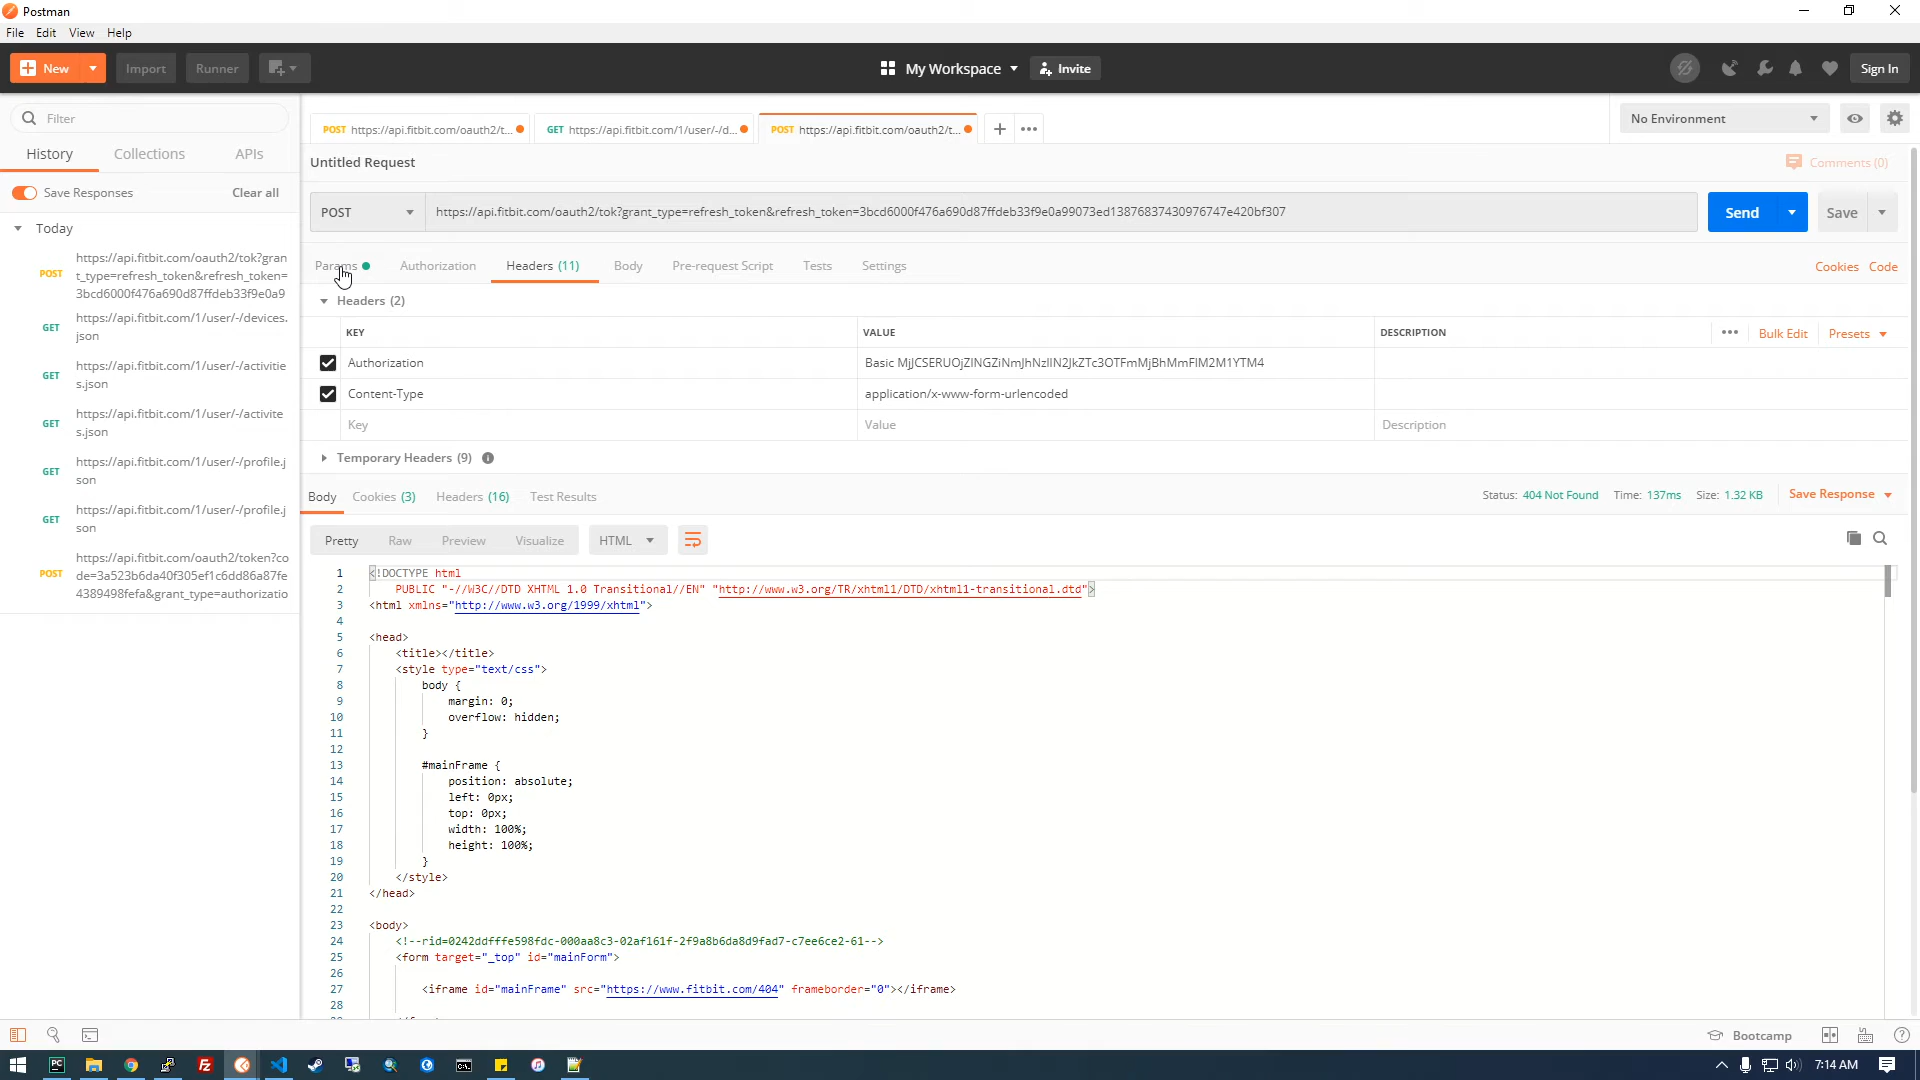 Postman
File Edit View Help
New Import Runner My Workspace Invite Sign In
Filter
History Collections APIs
Save Responses Clear all
Today
POST https://api.fitbit.com/oauth2/tok?gran
t_type=refresh_token&refresh_token=
3bcd6000f476a690d87ffdeb33f9e0a9
GET https://api.fitbit.com/1/user/-/devices.
json
GET https://api.fitbit.com/1/user/-/activitie
s.json
GET https://api.fitbit.com/1/user/-/activites.json
GET https://api.fitbit.com/1/user/-/profile.j
son
GET https://api.fitbit.com/1/user/-/profile.j
son
POST https://api.fitbit.com/oauth2/token?co
de=3a523b6da40f305ef1c6dd86a87fe
4389498fefa&grant_type=authorizatio
POST https://api.fitbit.com/oauth2/t... GET https://api.fitbit.com/1/user/-/d... POST https://api.fitbit.com/oauth2/t... No Environment
Untitled Request Comments (0)
POST https://api.fitbit.com/oauth2/tok?grant_type=refresh_token&refresh_token=3bcd6000f476a690d87ffdeb33f9e0a99073ed13876837430976747e420bf307 Send Save
Params Authorization Headers (11) Body Pre-request Script Tests Settings Cookies Code
Headers (2)
KEY VALUE DESCRIPTION Bulk Edit Presets
Authorization
Basic
Content-Type application/x-www-form-urlencoded
Key Value Description
Temporary Headers (9)
Body Cookies (3) Headers (16) Test Results Status: 404 Not Found Time: 137ms Size: 1.32 KB Save Response
Pretty Raw Preview Visualize HTML
1 <!DOCTYPE html
2 PUBLIC "-//W3C//DTD XHTML 1.0 Transitional//EN" "http://www.w3.org/TR/xhtml1/DTD/xhtml1-transitional.dtd">
3 <html xmlns="http://www.w3.org/1999/xhtml">
4
5 <head>
6 <title></title>
7 <style type="text/css">
8 body {
9 margin: 0;
10 overflow: hidden;
11 }
12
13 #mainFrame {
14 position: absolute;
15 left: 0px;
16 top: 0px;
17 width: 100%;
18 height: 100%;
19 }
20 </style>
21 </head>
22
23 <body>
24 <!--rid=0242ddfffe598fdc-000aa8c3-02af161f-2f9a8b6da8d9fad7-c7ee6ce2-61-->
25 <form target="_top" id="mainForm">
26
27 <iframe id="mainFrame" src="https://www.fitbit.com/404" frameborder="0"></iframe>
28
Bootcamp
7:14 AM